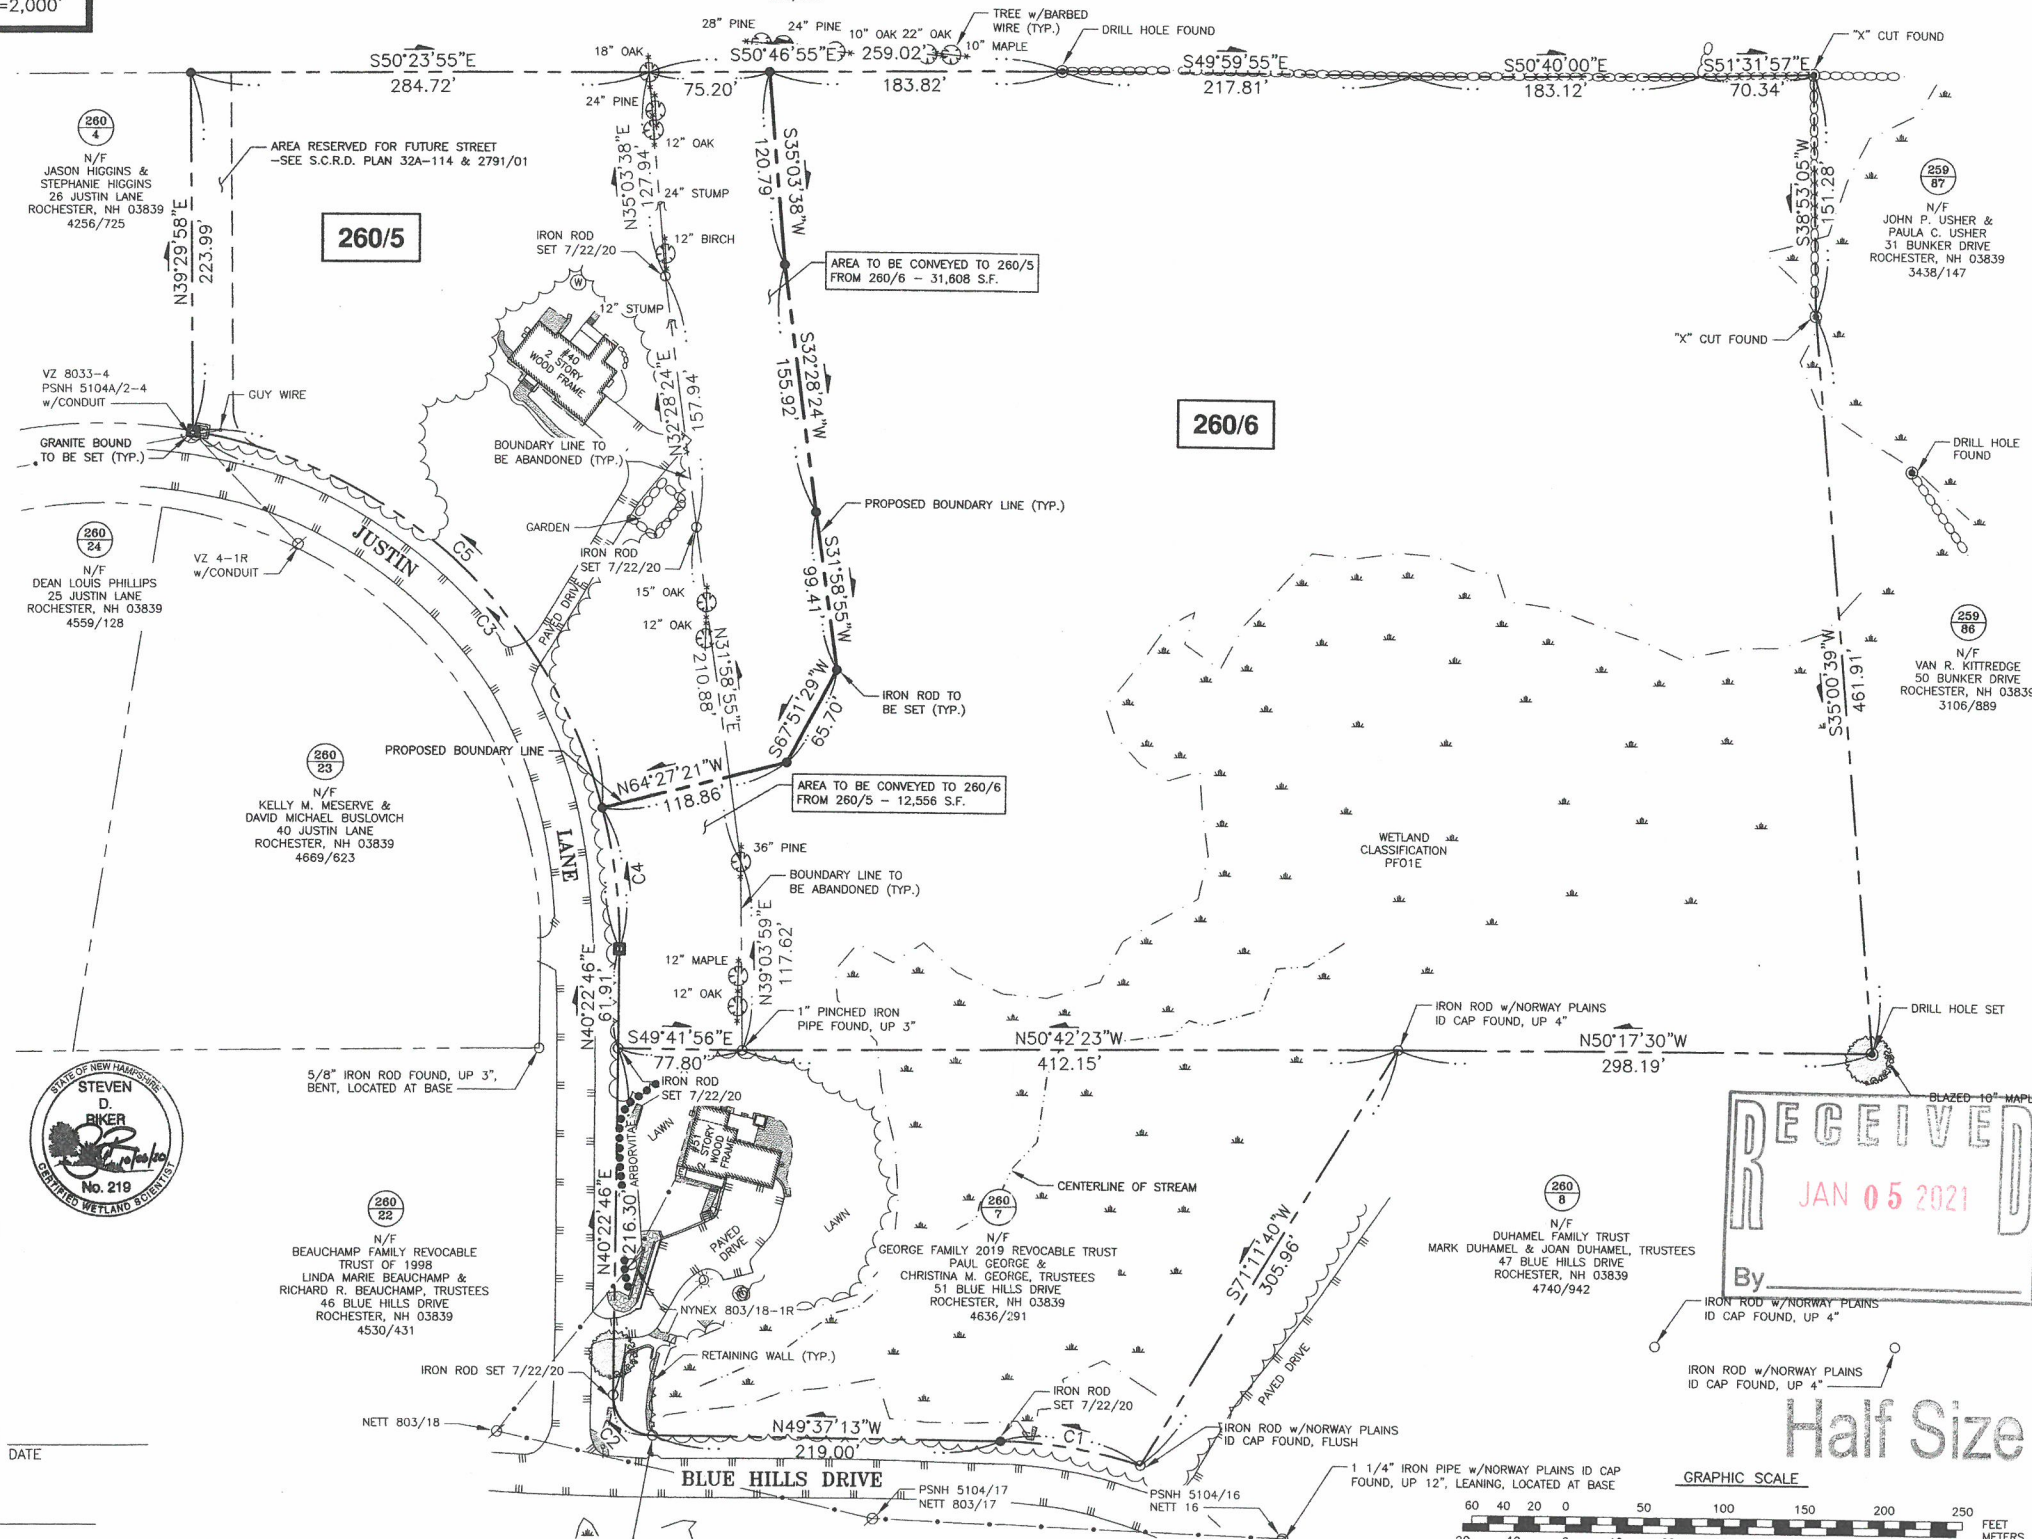 =2,000'
28" PINE
24" PINE
10" OAK 22" OAK
TREE w/BARBED
WIRE (TYP.)
DRILL HOLE FOUND
10" MAPLE
18" OAK
"X" CUT FOUND
S50°23'55"E
284.72'
S50°46'55"E
259.02'
75.20'
183.82'
S49°59'55"E
217.81'
S50°40'00"E
183.12'
S51°31'57"E
70.34'
260
4
N/F
JASON HIGGINS &
STEPHANIE HIGGINS
26 JUSTIN LANE
ROCHESTER, NH 03839
4256/725
AREA RESERVED FOR FUTURE STREET
-SEE S.C.R.D. PLAN 32A-114 & 2791/01
N39°29'58"E
223.99'
260/5
24" PINE
12" OAK
N35°03'38"E
127.94'
24" STUMP
12" BIRCH
IRON ROD
SET 7/22/20
S35°03'38"W
120.79'
AREA TO BE CONVEYED TO 260/5
FROM 260/6 - 31,608 S.F.
S38°53'05"W
151.28'
259
87
N/F
JOHN P. USHER &
PAULA C. USHER
31 BUNKER DRIVE
ROCHESTER, NH 03839
3438/147
"X" CUT FOUND
W
12" STUMP
#40
2 STORY
WOOD FRAME
N32°28'24"E
157.94'
S32°28'24"W
155.92'
VZ 8033-4
PSNH 5104A/2-4
w/CONDUIT
GUY WIRE
GRANITE BOUND
TO BE SET (TYP.)
BOUNDARY LINE TO
BE ABANDONED (TYP.)
260/6
DRILL HOLE
FOUND
PROPOSED BOUNDARY LINE (TYP.)
GARDEN
IRON ROD
SET 7/22/20
JUSTIN
C5
C3
VZ 4-1R
w/CONDUIT
260
24
N/F
DEAN LOUIS PHILLIPS
25 JUSTIN LANE
ROCHESTER, NH 03839
4559/128
PAVED DRIVE
15" OAK
12" OAK
S31°58'55"W
99.41'
N31°58'55"E
210.88'
S35°00'39"W
461.91'
259
86
N/F
VAN R. KITTREDGE
50 BUNKER DRIVE
ROCHESTER, NH 03839
3106/889
IRON ROD TO
BE SET (TYP.)
S67°51'29"W
65.70'
PROPOSED BOUNDARY LINE
N64°27'21"W
118.86'
AREA TO BE CONVEYED TO 260/6
FROM 260/5 - 12,556 S.F.
260
23
N/F
KELLY M. MESERVE &
DAVID MICHAEL BUSLOVICH
40 JUSTIN LANE
ROCHESTER, NH 03839
4669/623
LANE
C4
36" PINE
BOUNDARY LINE TO
BE ABANDONED (TYP.)
WETLAND
CLASSIFICATION
PF01E
N40°22'46"E
61.91'
12" MAPLE
12" OAK
N39°03'59"E
117.62'
1" PINCHED IRON
PIPE FOUND, UP 3"
IRON ROD w/NORWAY PLAINS
ID CAP FOUND, UP 4"
DRILL HOLE SET
S49°41'56"E
77.80'
N50°42'23"W
412.15'
N50°17'30"W
298.19'
5/8" IRON ROD FOUND, UP 3",
BENT, LOCATED AT BASE
IRON ROD
SET 7/22/20
BLAZED 10" MAPL
STATE OF NEW HAMPSHIRE
STEVEN
D.
RIKER
No. 219
CERTIFIED WETLAND SCIENTIST
ARBORVITAE
LAWN
#51
2 STORY
WOOD
FRAME
RECEIVED
JAN 05 2021
By
CENTERLINE OF STREAM
LAWN
PAVED
DRIVE
N40°22'46"E
216.30'
260
22
N/F
BEAUCHAMP FAMILY REVOCABLE
TRUST OF 1998
LINDA MARIE BEAUCHAMP &
RICHARD R. BEAUCHAMP, TRUSTEES
46 BLUE HILLS DRIVE
ROCHESTER, NH 03839
4530/431
260
7
N/F
GEORGE FAMILY 2019 REVOCABLE TRUST
PAUL GEORGE &
CHRISTINA M. GEORGE, TRUSTEES
51 BLUE HILLS DRIVE
ROCHESTER, NH 03839
4636/291
S71°11'40"W
305.96'
260
8
N/F
DUHAMEL FAMILY TRUST
MARK DUHAMEL & JOAN DUHAMEL, TRUSTEES
47 BLUE HILLS DRIVE
ROCHESTER, NH 03839
4740/942
NYNEX 803/18-1R
RETAINING WALL (TYP.)
IRON ROD w/NORWAY PLAINS
ID CAP FOUND, UP 4"
IRON ROD w/NORWAY PLAINS
ID CAP FOUND, UP 4"
IRON ROD SET 7/22/20
IRON ROD
SET 7/22/20
PAVED DRIVE
NETT 803/18
C2
N49°37'13"W
219.00'
C1
IRON ROD w/NORWAY PLAINS
ID CAP FOUND, FLUSH
Half Size
DATE
BLUE HILLS DRIVE
PSNH 5104/17
NETT 803/17
PSNH 5104/16
NETT 16
1 1/4" IRON PIPE w/NORWAY PLAINS ID CAP
FOUND, UP 12", LEANING, LOCATED AT BASE
GRAPHIC SCALE
60 40 20 0 50 100 150 200 250
FEET
METERS